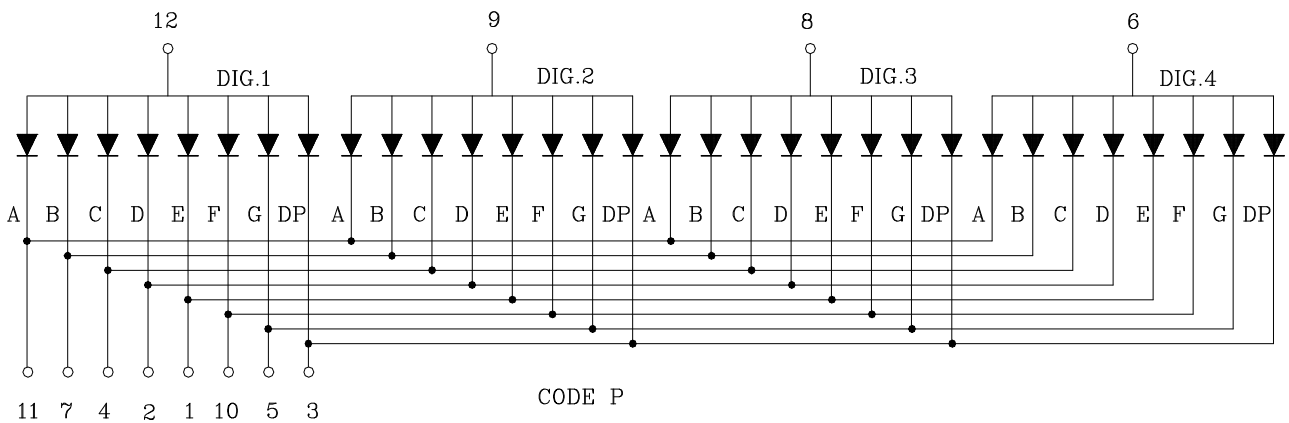 12 9 8 6
DIG.1 DIG.2 DIG.3 DIG.4
A B C D E F G DP A B C D E F G DP A B C D E F G DP A B C D E F G DP
CODE P
11 7 4 2 1 10 5 3